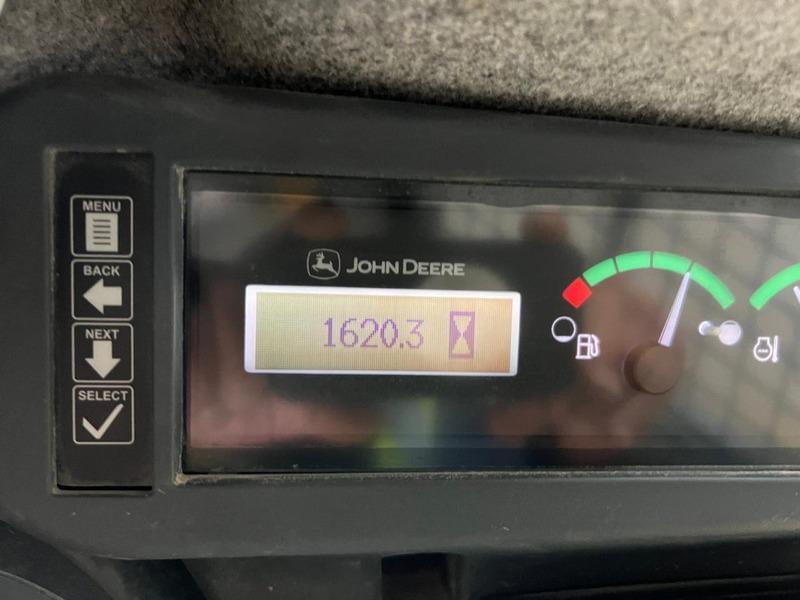 MENU
BACK
NEXT
SELECT
JOHN DEERE
1620.3